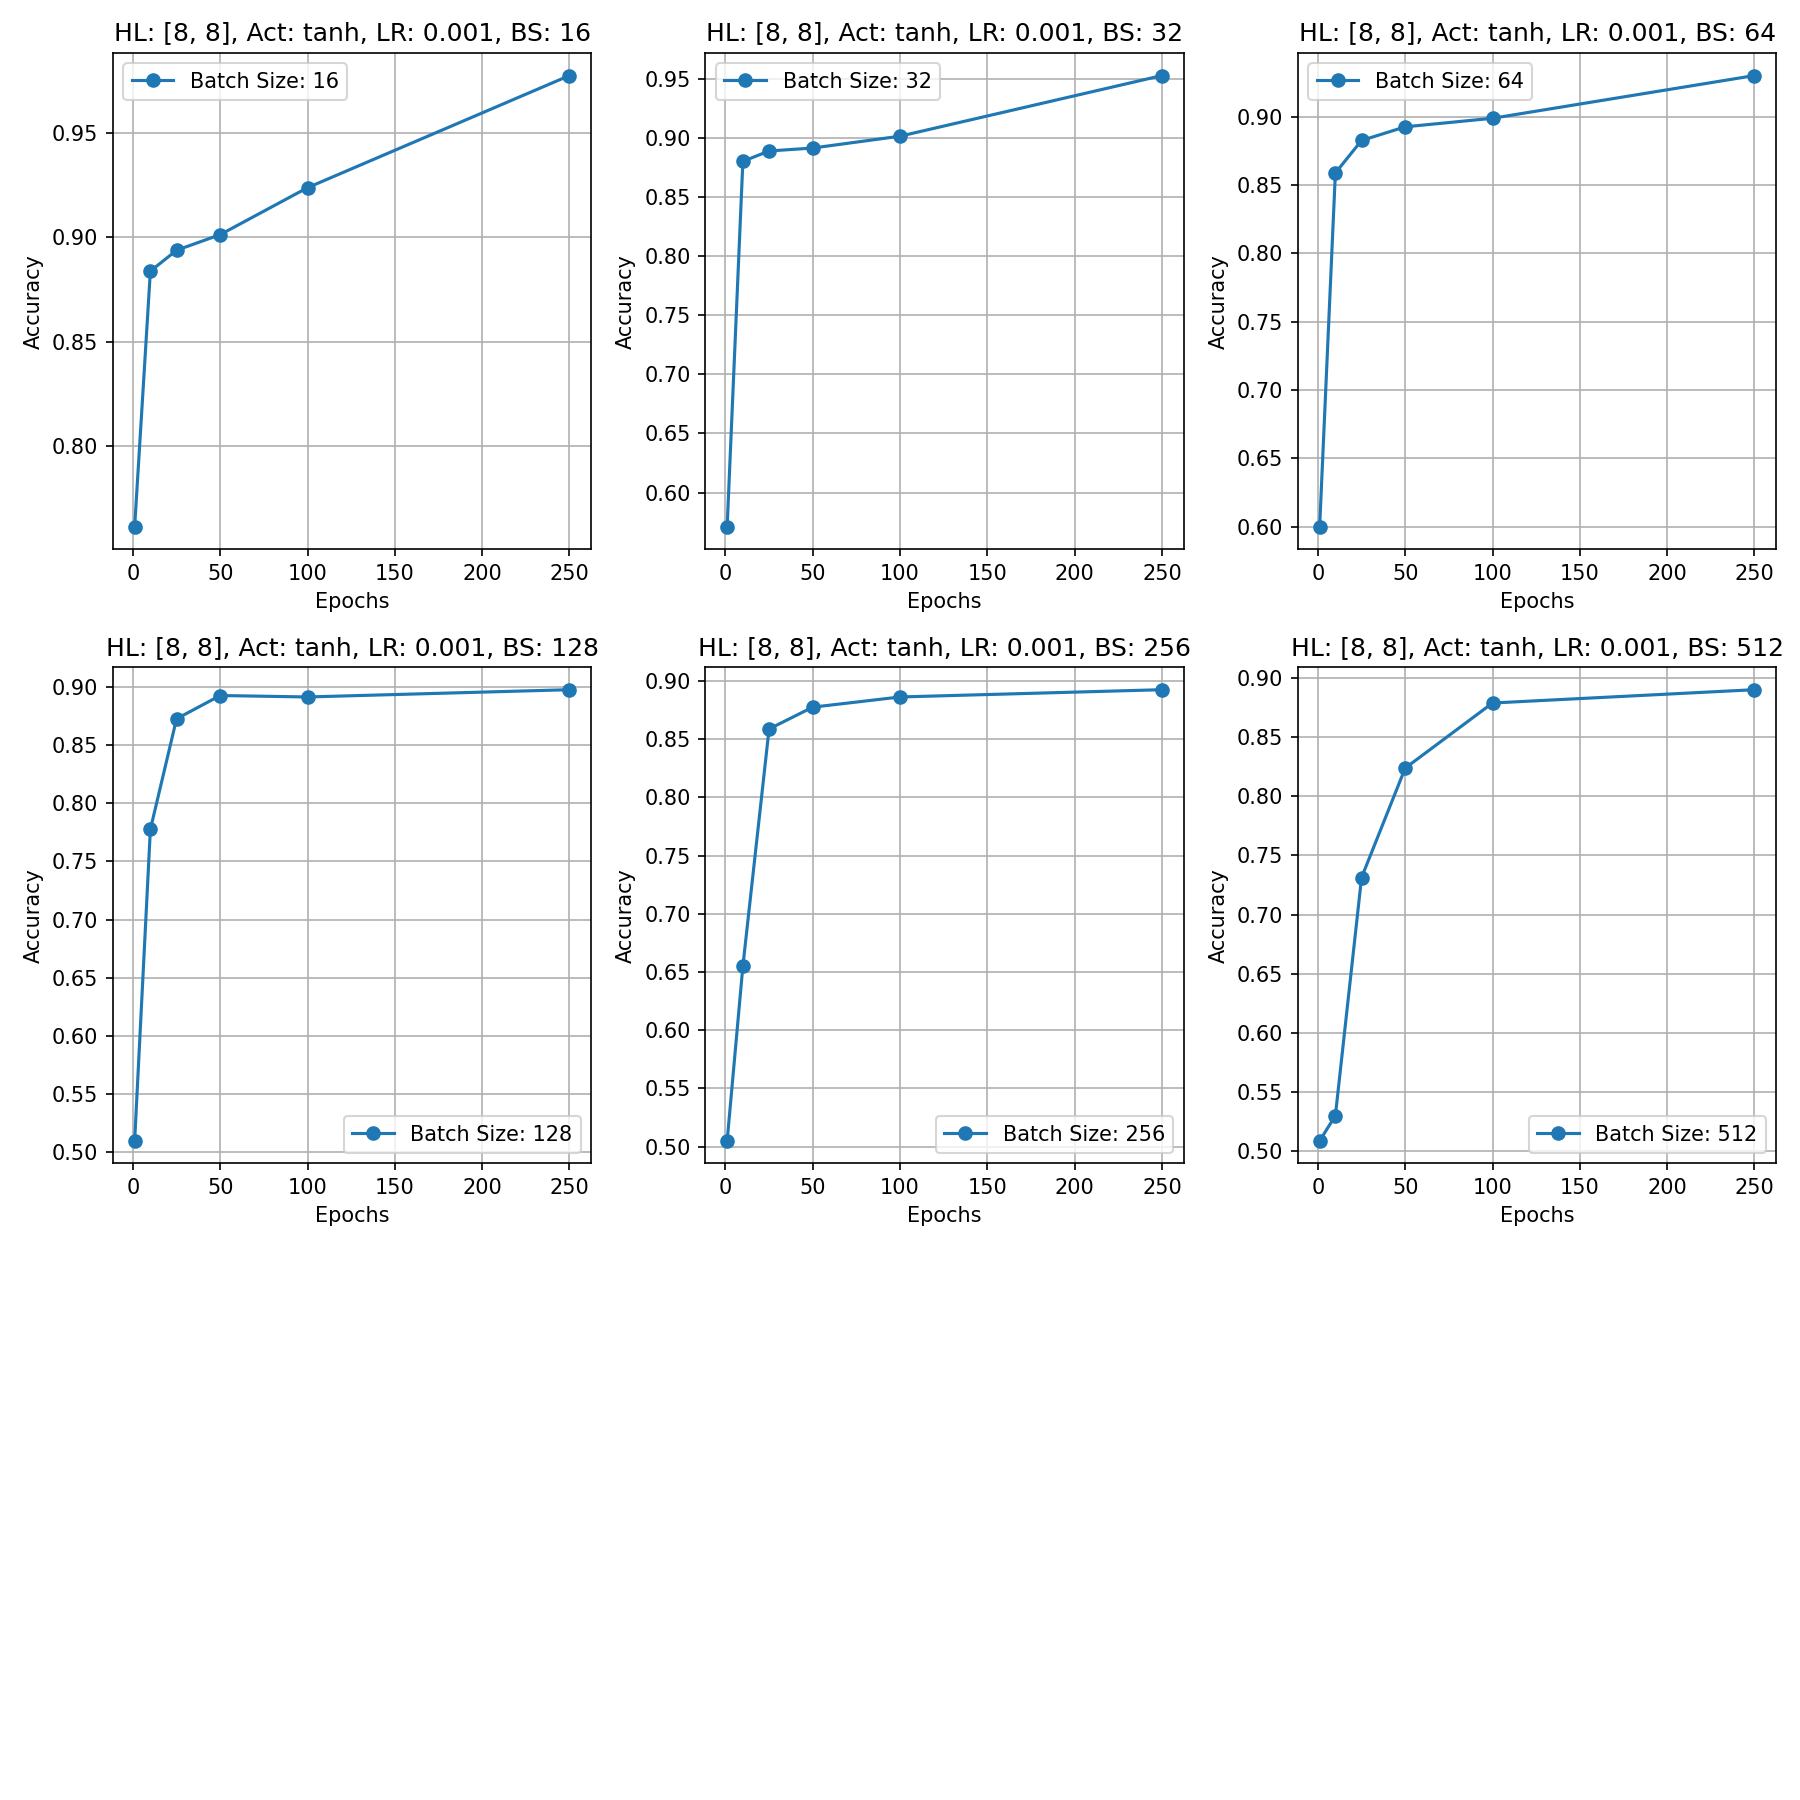 HL: [8, 8], Act: tanh, LR: 0.001, BS: 16
Batch Size: 16
Accuracy
0.95
0.90
0.85
0.80
0 50 100 150 200 250
Epochs
HL: [8, 8], Act: tanh, LR: 0.001, BS: 32
Batch Size: 32
Accuracy
0.95
0.90
0.85
0.80
0.75
0.70
0.65
0.60
0 50 100 150 200 250
Epochs
HL: [8, 8], Act: tanh, LR: 0.001, BS: 64
Batch Size: 64
Accuracy
0.90
0.85
0.80
0.75
0.70
0.65
0.60
0 50 100 150 200 250
Epochs
HL: [8, 8], Act: tanh, LR: 0.001, BS: 128
Accuracy
0.90
0.85
0.80
0.75
0.70
0.65
0.60
0.55
0.50
Batch Size: 128
0 50 100 150 200 250
Epochs
HL: [8, 8], Act: tanh, LR: 0.001, BS: 256
Accuracy
0.90
0.85
0.80
0.75
0.70
0.65
0.60
0.55
0.50
Batch Size: 256
0 50 100 150 200 250
Epochs
HL: [8, 8], Act: tanh, LR: 0.001, BS: 512
Accuracy
0.90
0.85
0.80
0.75
0.70
0.65
0.60
0.55
0.50
Batch Size: 512
0 50 100 150 200 250
Epochs